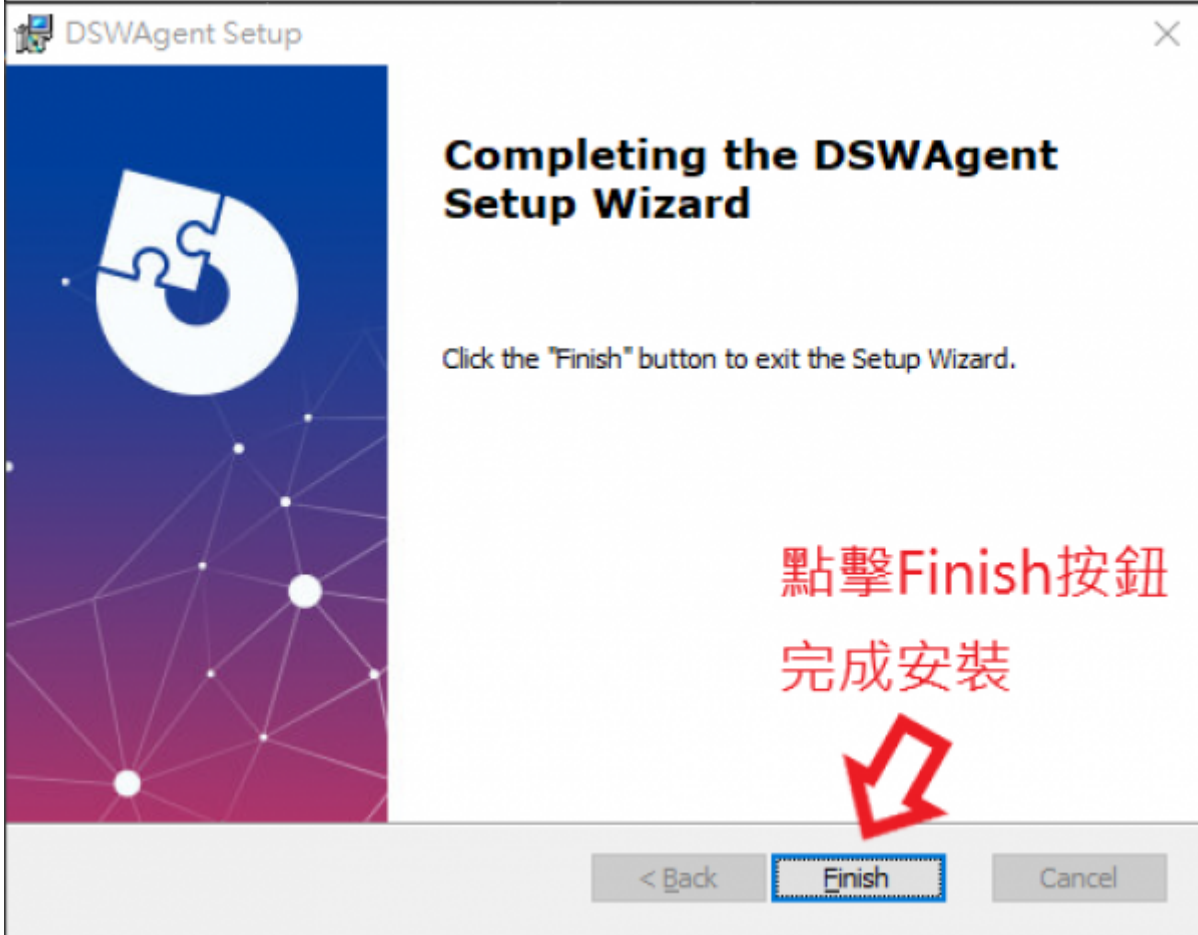 DSWAgent Setup
Completing the DSWAgent
Setup Wizard
Click the "Finish" button to exit the Setup Wizard.
點擊Finish按鈕
完成安裝
< Back
Finish
Cancel